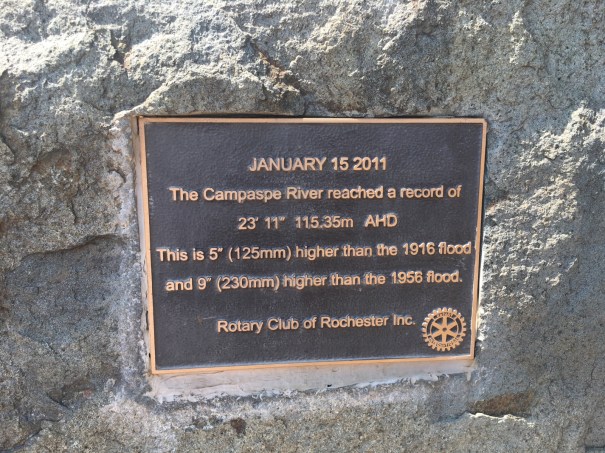 JANUARY 15 2011
The Campaspe River reached a record of
23' 11" 115.35m AHD
This is 5" (125mm) higher than the 1916 flood
and 9" (230mm) higher than the 1956 flood.
Rotary Club of Rochester Inc.